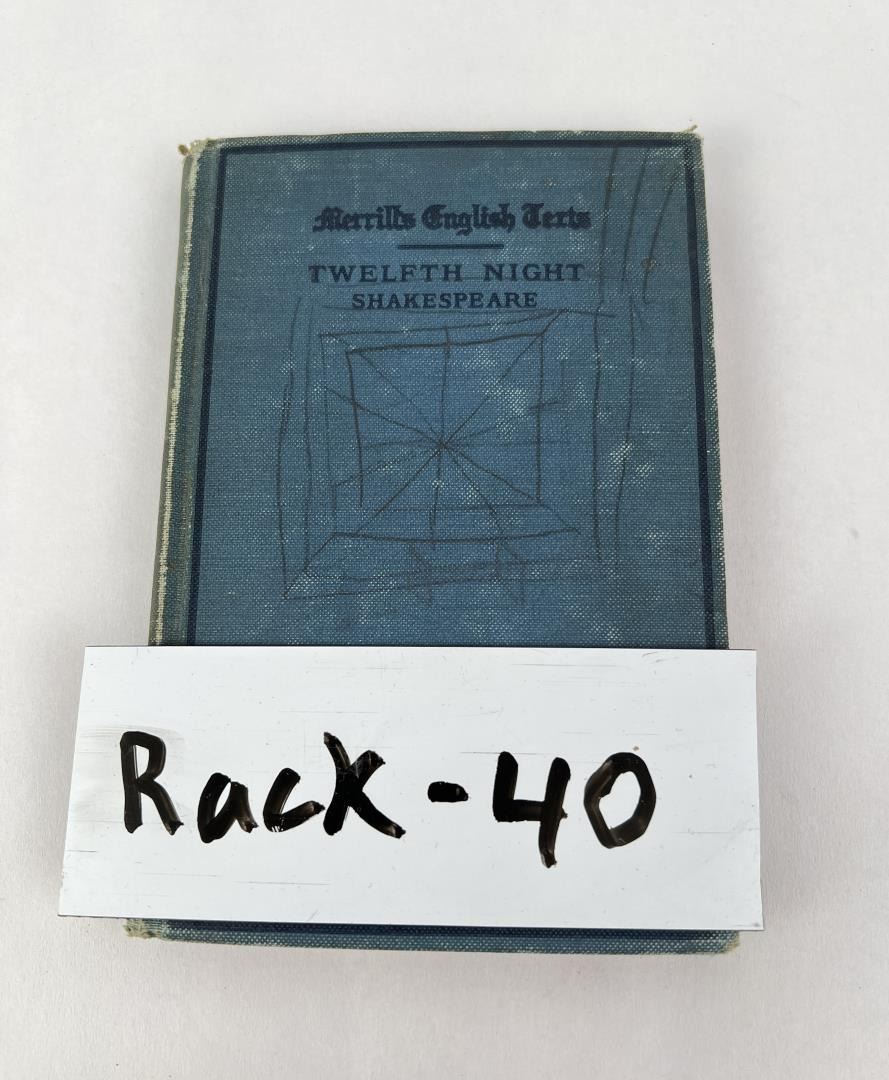 Merrill's English Texts
TWELFTH NIGHT
SHAKESPEARE
Rack-40